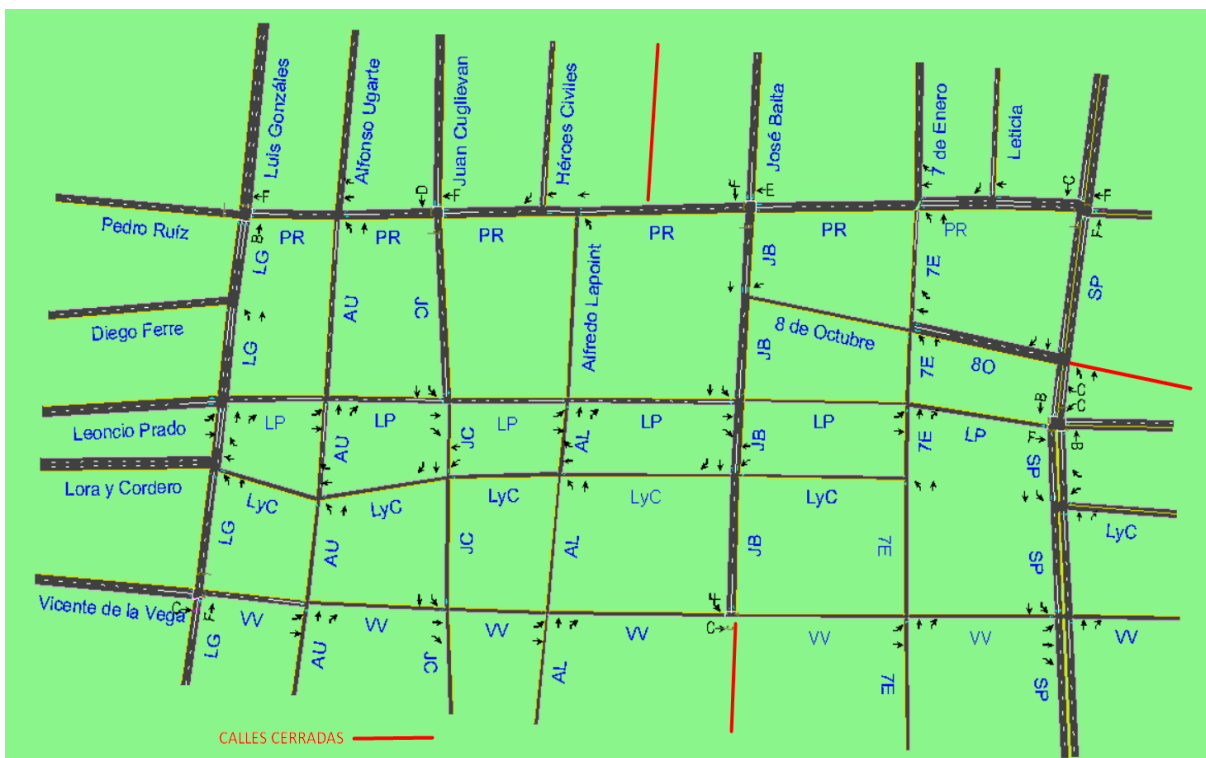 Luis Gonzáles
Alfonso Ugarte
Juan Cuglievan
Héroes Civiles
José Balta
7 de Enero
Leticia
F
D
F
F
E
C
F
Pedro Ruíz
B
PR
PR
PR
PR
PR
PR
F
LG
AU
JC
Alfredo Lapoint
JB
7E
SP
Diego Ferre
LG
8 de Octubre
JB
7E
8O
C
B
C
Leoncio Prado
LP
AU
LP
JC
LP
AL
LP
JB
LP
7E
LP
F
SP
B
Lora y Cordero
LyC
LyC
LyC
LyC
LyC
LyC
LG
AU
JC
AL
JB
7E
SP
Vicente de la Vega
C
F
VV
VV
VV
VV
F
C
VV
VV
VV
LG
AU
JC
AL
7E
SP
CALLES CERRADAS